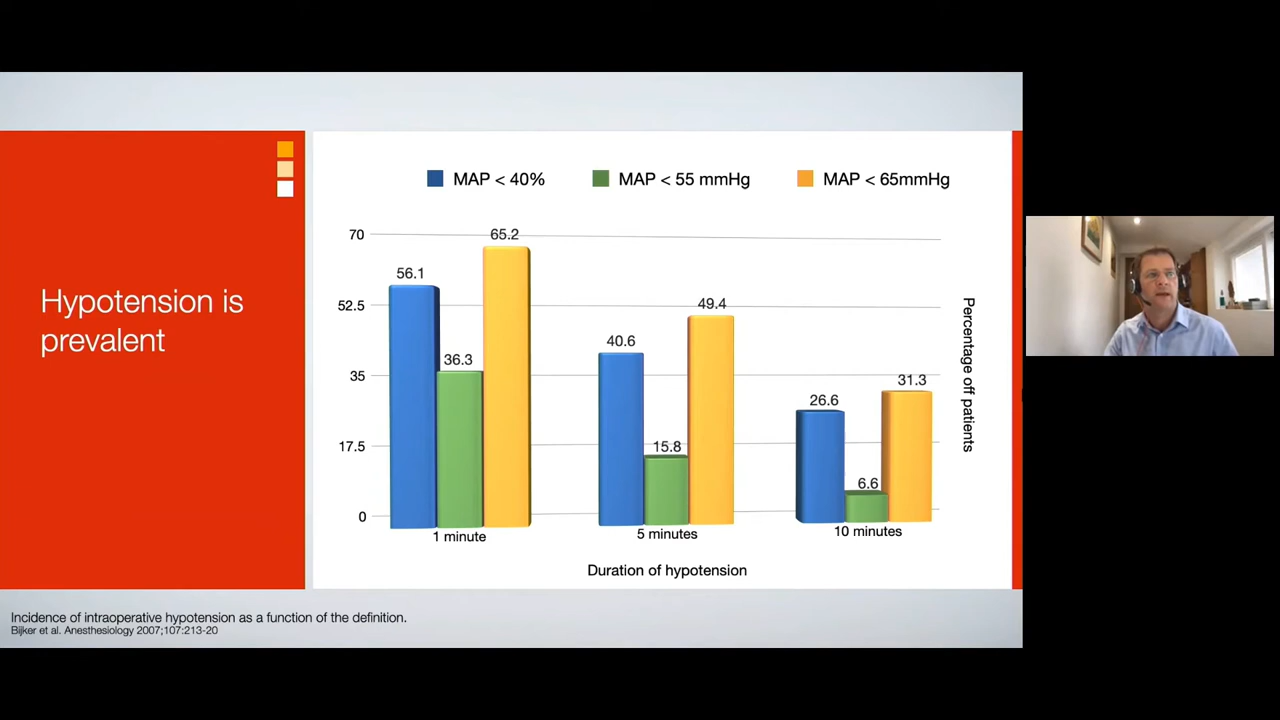 Hypotension is
prevalent
MAP < 40%
MAP < 55 mmHg
MAP < 65mmHg
70
52.5
35
17.5
0
56.1
36.3
65.2
40.6
15.8
49.4
26.6
6.6
31.3
1 minute
5 minutes
10 minutes
Duration of hypotension
Percentage off patients
Incidence of intraoperative hypotension as a function of the definition.
Bijker et al. Anesthesiology 2007;107:213-20